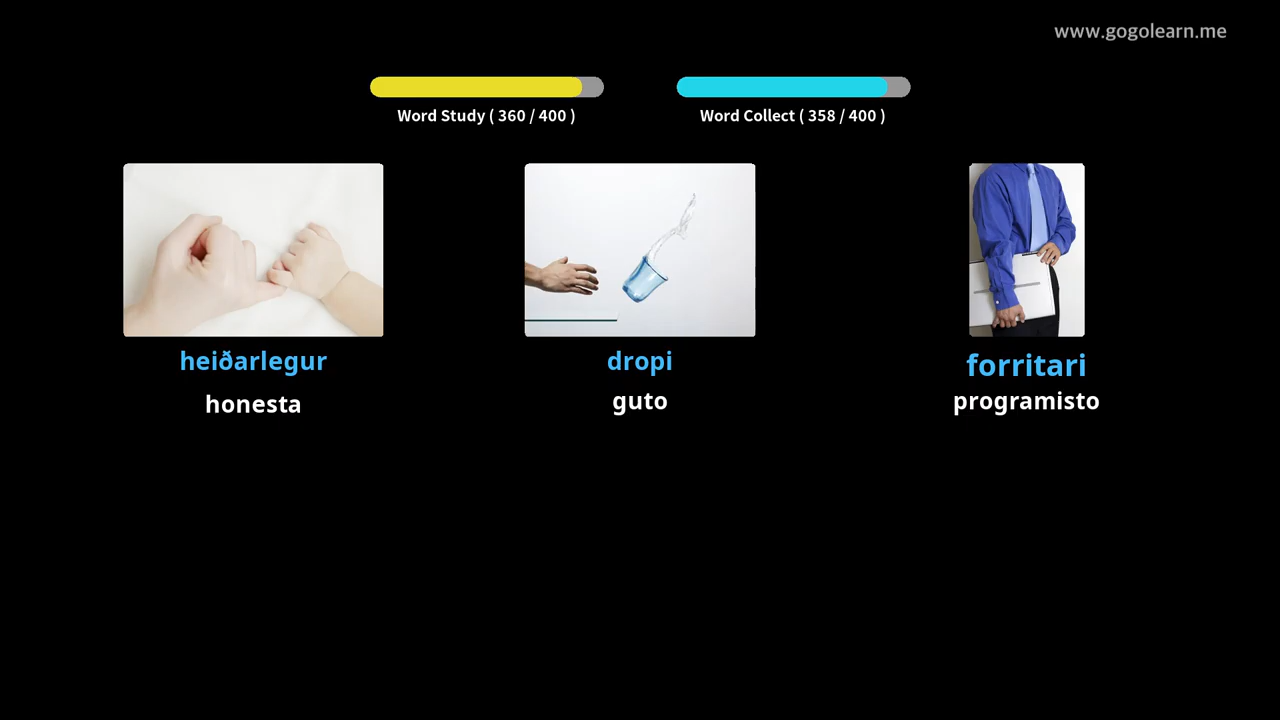 www.gogolearn.me
Word Study ( 360 / 400 )
Word Collect ( 358 / 400 )
heiðarlegur
dropi
forritari
honesta
guto
programisto